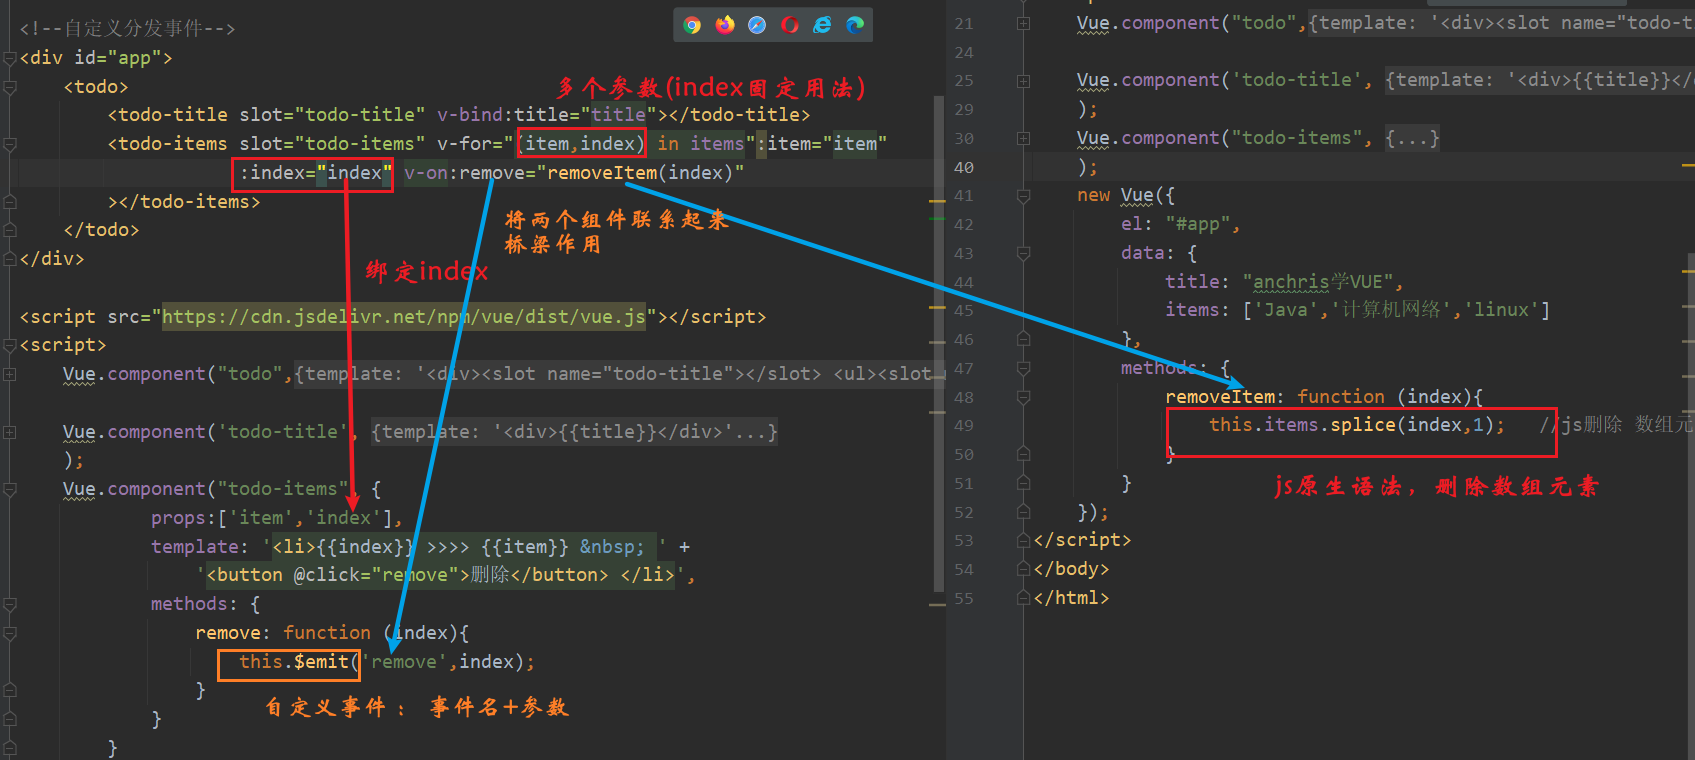 <!--自定义分发事件-->
<div id="app">
<todo>
多个参数(index固定用法)
<todo-title slot="todo-title" v-bind:title="title"></todo-title>
<todo-items slot="todo-items" v-for="(item,index) in items":item="item"
:index="index" v-on:remove="removeItem(index)"
></todo-items>
将两个组件联系起来
桥梁作用
</todo>
</div>
绑定index
<script src="https://cdn.jsdelivr.net/npm/vue/dist/vue.js"></script>
<script>
Vue.component("todo",{template: '<div><slot name="todo-title"></slot> <ul><slot
Vue.component('todo-title', {template: '<div>{{title}}</div>'...}
);
Vue.component("todo-items", {
props:['item','index'],
template: '<li>{{index}} >>>> {{item}} &nbsp; ' +
'<button @click="remove">删除</button> </li>',
methods: {
remove: function (index){
this.$emit('remove',index);
}
自定义事件：事件名+参数
}
}
21 Vue.component("todo",{template: '<div><slot name="todo-t
24
25 Vue.component('todo-title', {template: '<div>{{title}}</
29 );
30 Vue.component("todo-items", {...}
40 );
41 new Vue({
42 el: "#app",
43 data: {
44 title: "anchris学VUE",
45 items: ['Java','计算机网络','linux']
46 },
47 methods: {
48 removeItem: function (index){
49 this.items.splice(index,1); //js删除 数组元
50 }
51 }
js原生语法，删除数组元素
52 });
53 </script>
54 </body>
55 </html>